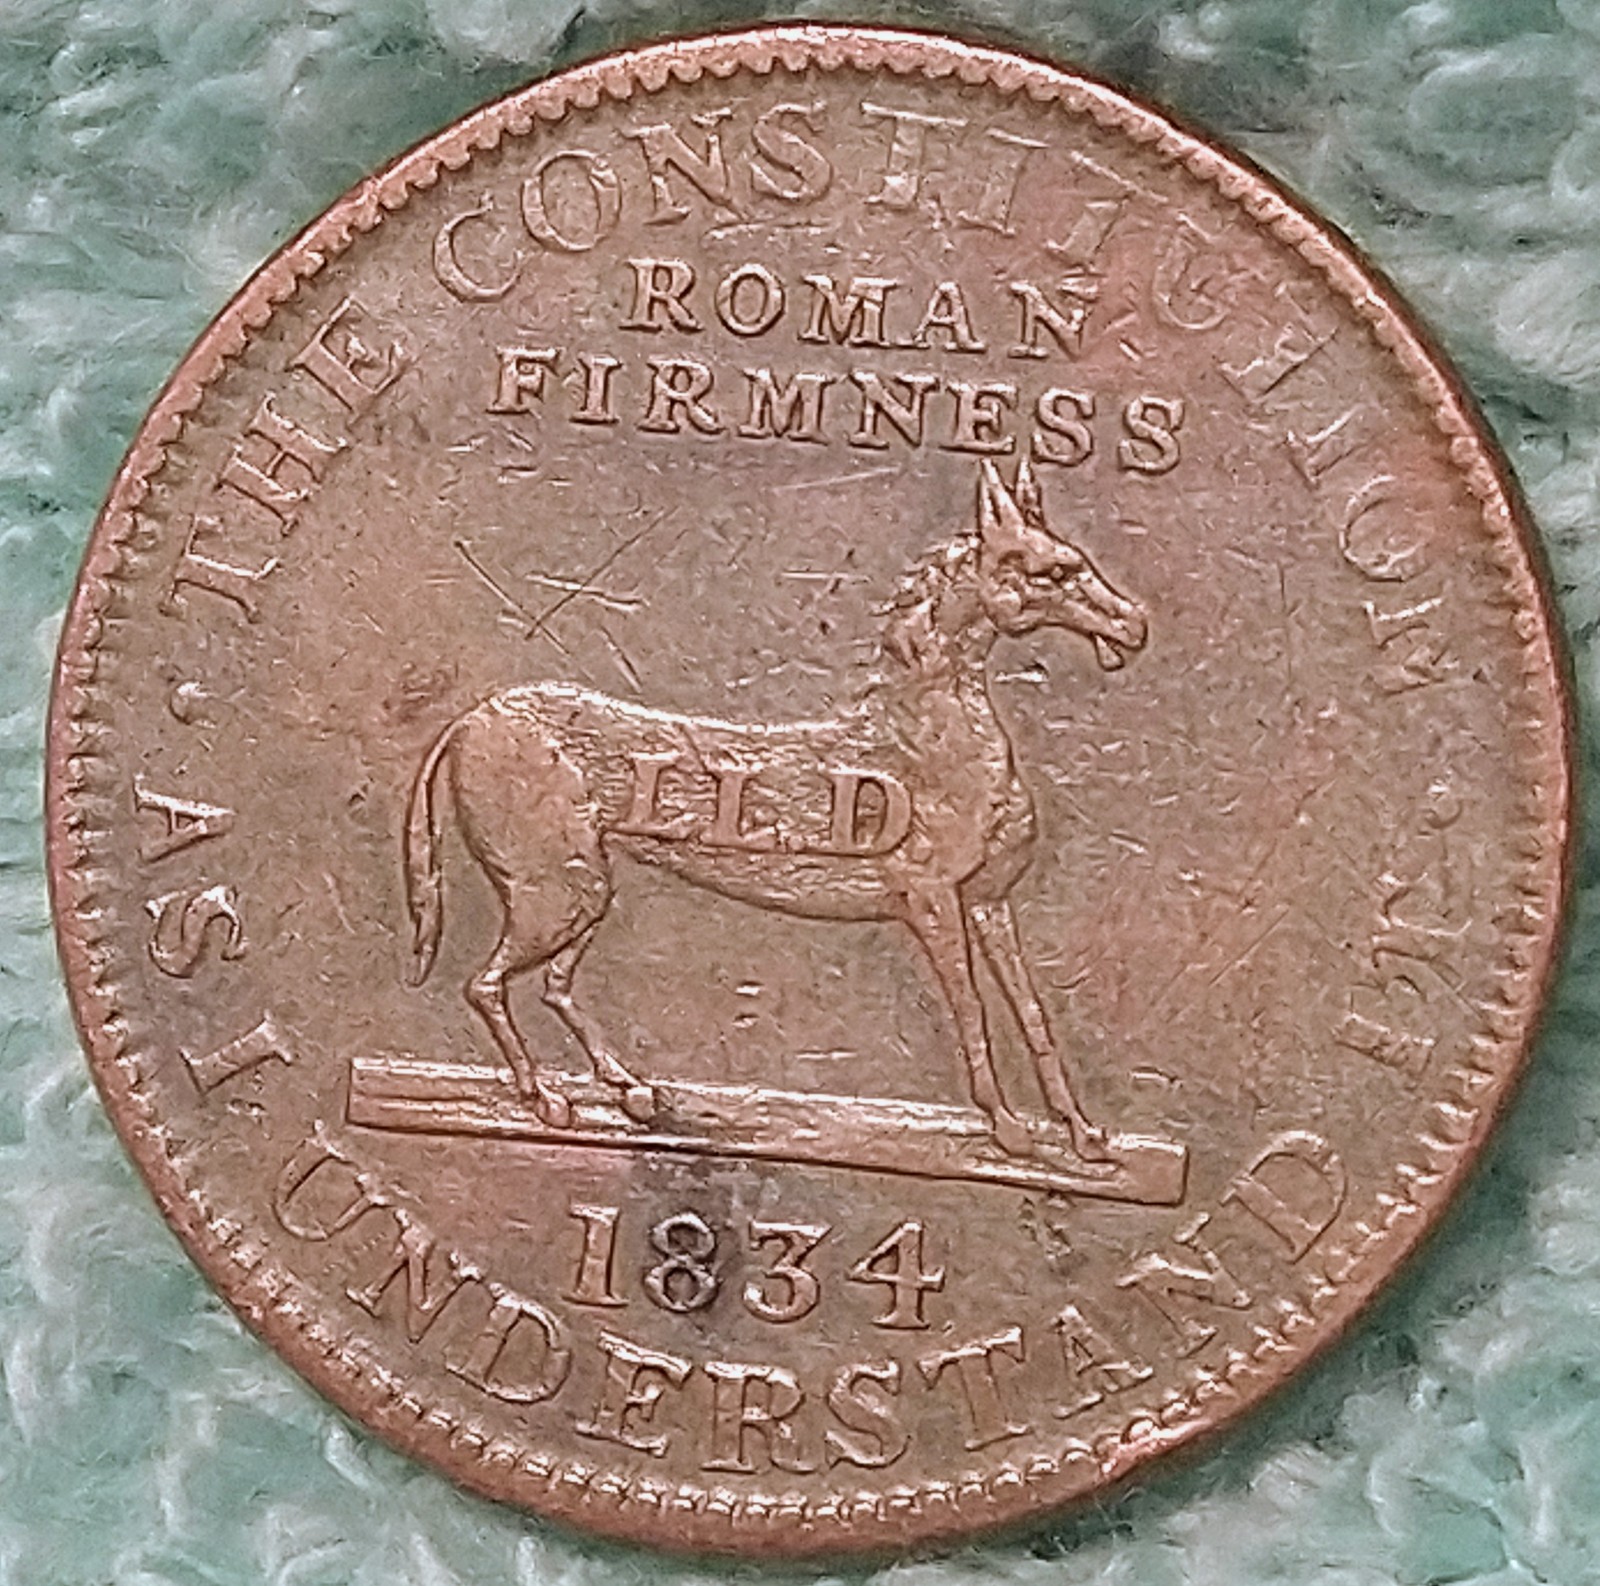 THE CONSTITUTION
AS I UNDERSTAND IT
ROMAN
FIRMNESS
LL.D.
1834